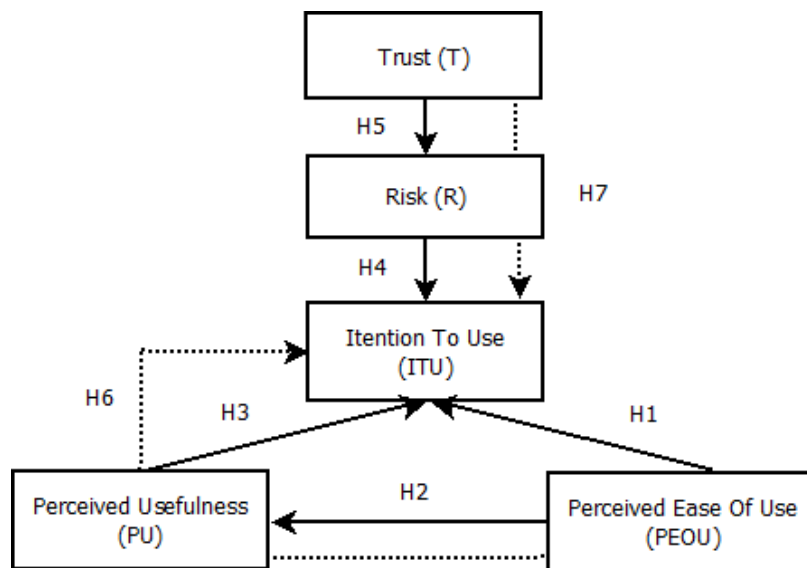 Trust (T)
H5
Risk (R)
H7
H4
Itention To Use
(ITU)
H6
H3
H1
Perceived Usefulness
(PU)
H2
Perceived Ease Of Use
(PEOU)